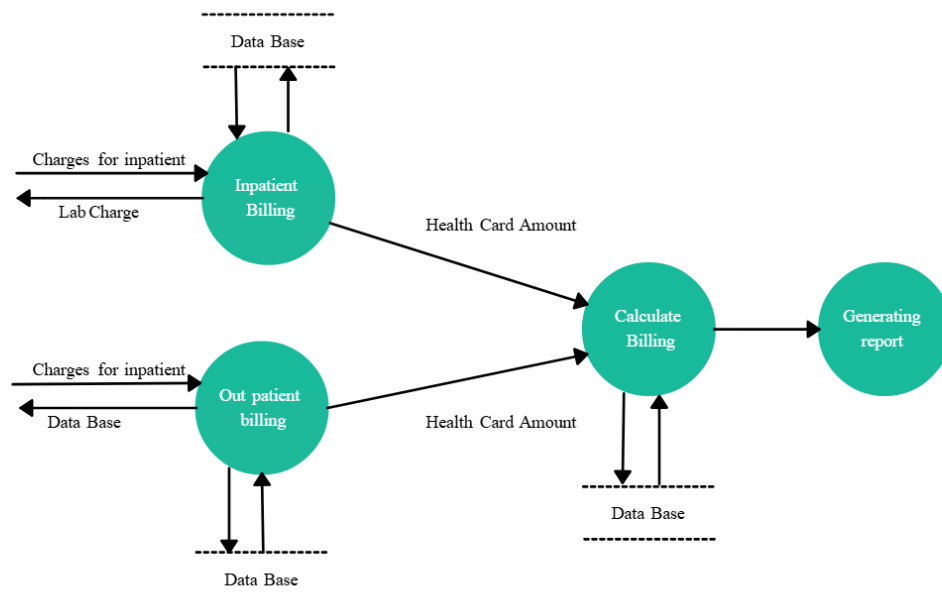 Data Base
Charges for inpatient
Lab Charge
Inpatient
Billing
Health Card Amount
Calculate
Billing
Generating
report
Charges for inpatient
Data Base
Out patient
billing
Health Card Amount
Data Base
Data Base